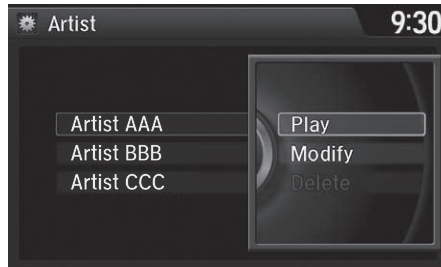 Artist
9:30
Artist AAA
Artist BBB
Artist CCC
Play
Modify
Delete